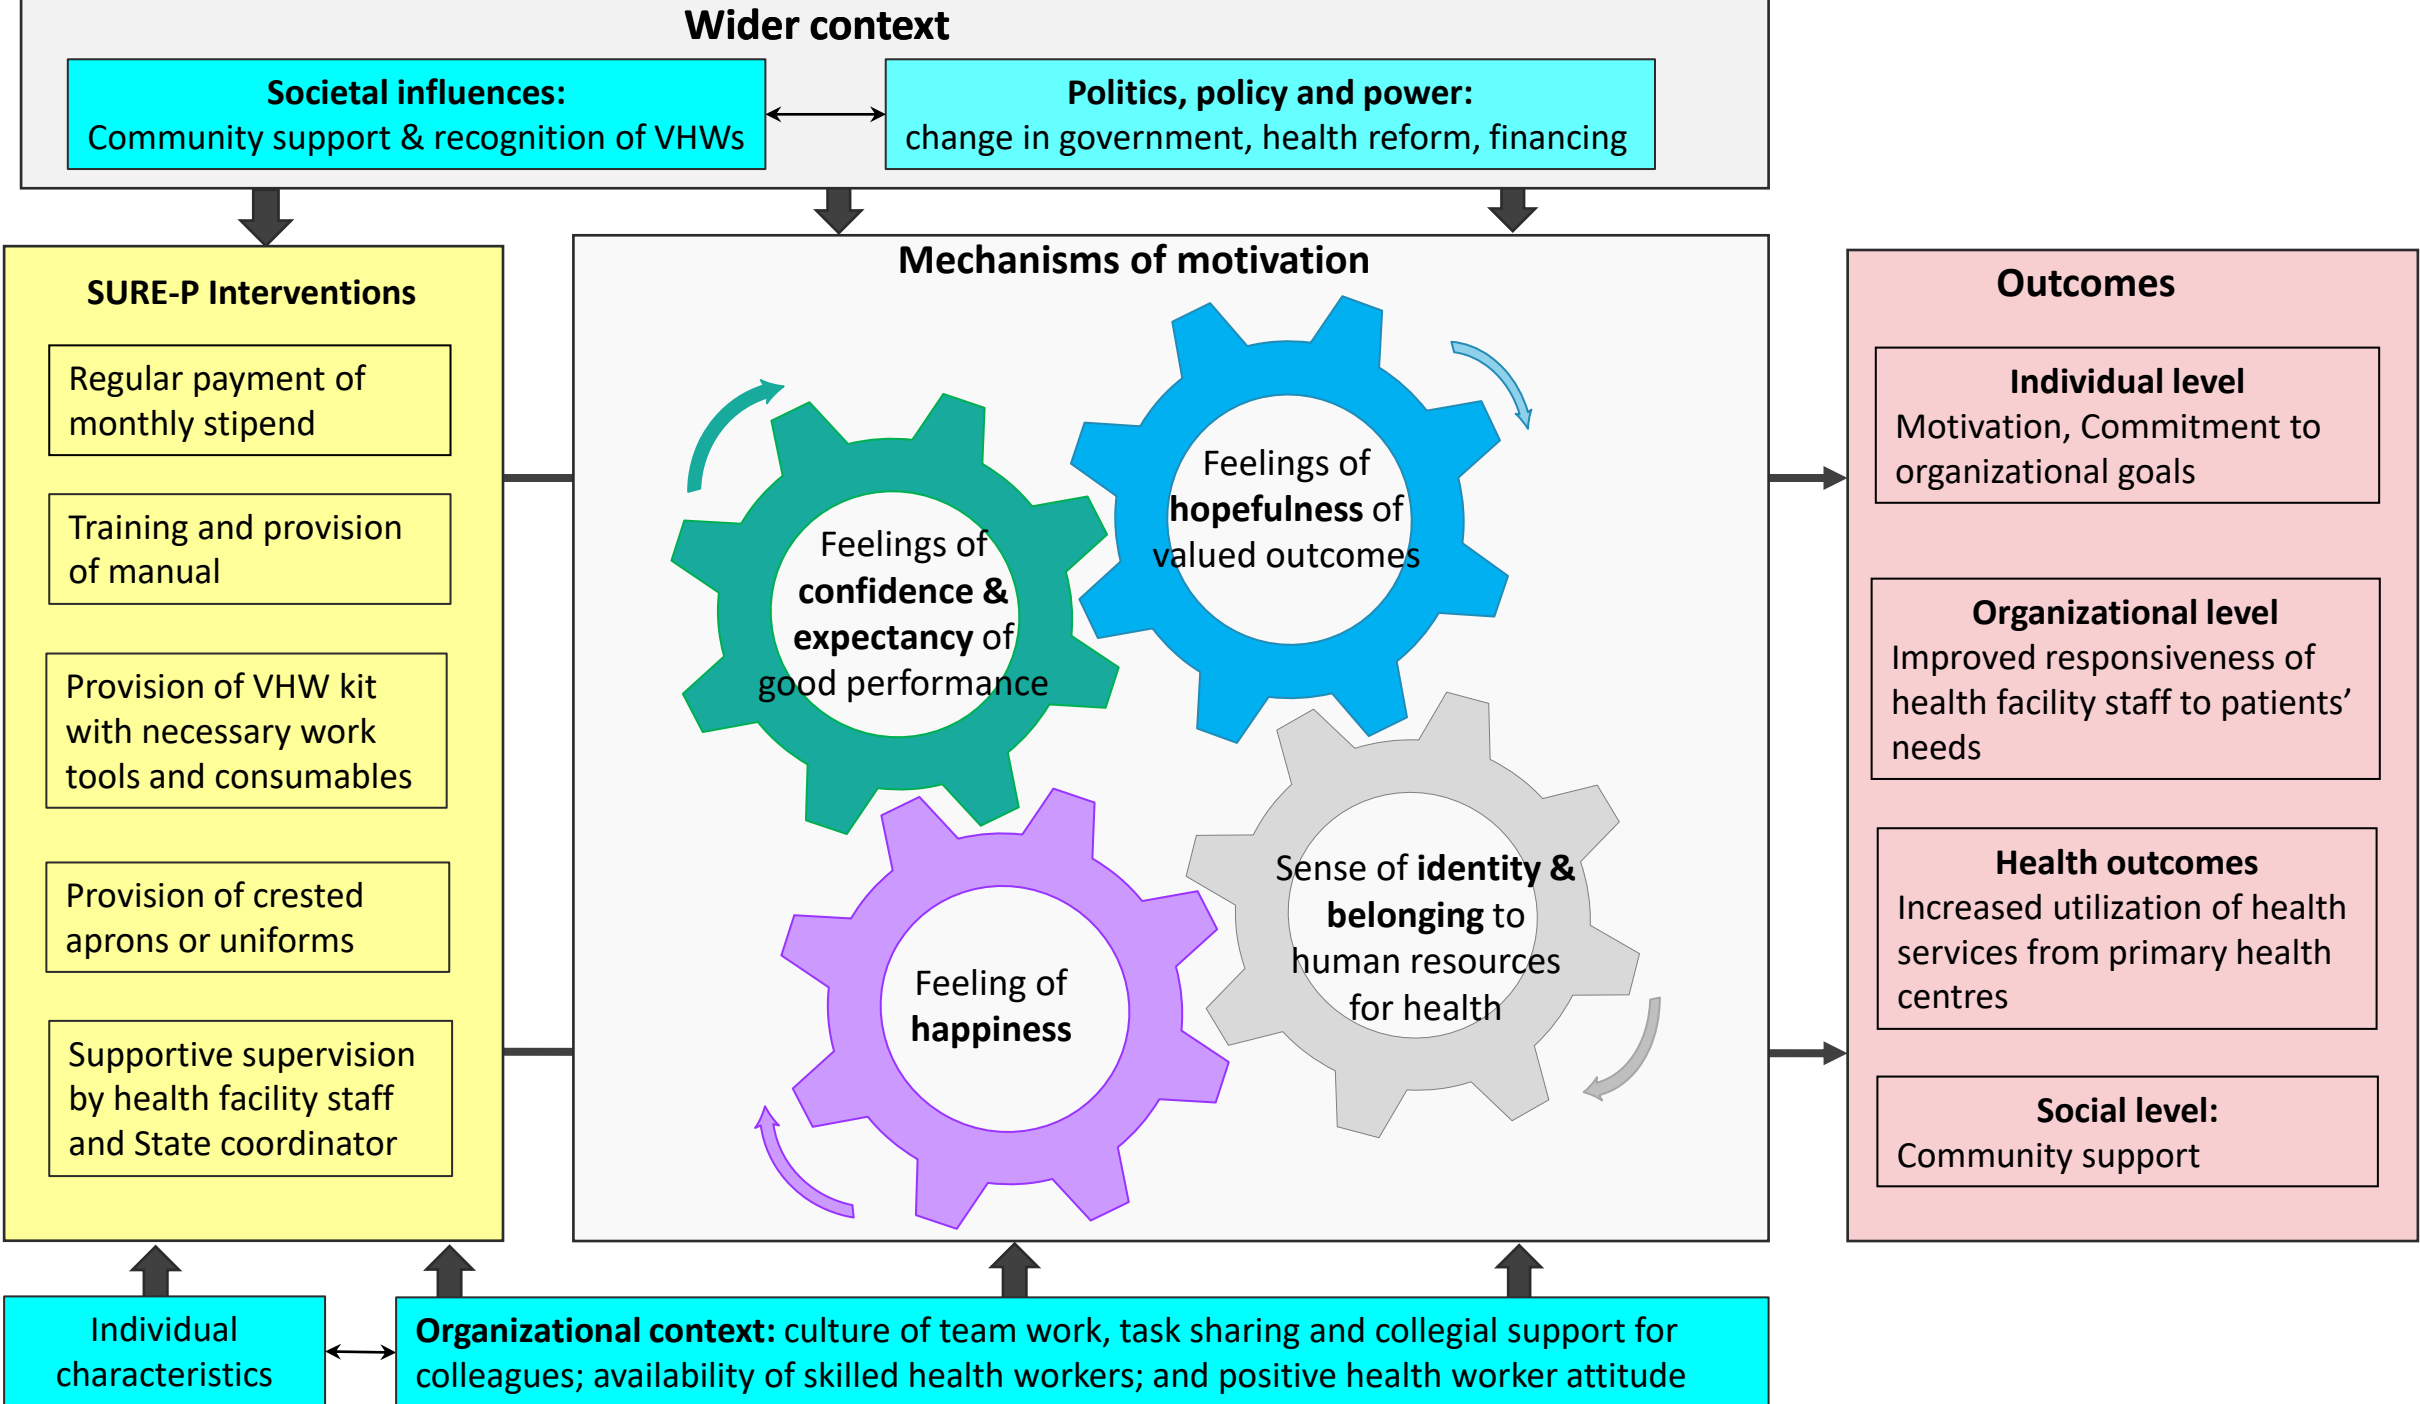 Wider context
Societal influences:
Community support & recognition of VHWs
Politics, policy and power:
change in government, health reform, financing
SURE-P Interventions
Regular payment of
monthly stipend
Training and provision
of manual
Provision of VHW kit
with necessary work
tools and consumables
Provision of crested
aprons or uniforms
Supportive supervision
by health facility staff
and State coordinator
Mechanisms of motivation
Feelings of
confidence &
expectancy of
good performance
Feelings of
hopefulness of
valued outcomes
Feeling of
happiness
Sense of identity &
belonging to
human resources
for health
Outcomes
Individual level
Motivation, Commitment to
organizational goals
Organizational level
Improved responsiveness of
health facility staff to patients’
needs
Health outcomes
Increased utilization of health
services from primary health
centres
Social level:
Community support
Individual
characteristics
Organizational context: culture of team work, task sharing and collegial support for
colleagues; availability of skilled health workers; and positive health worker attitude